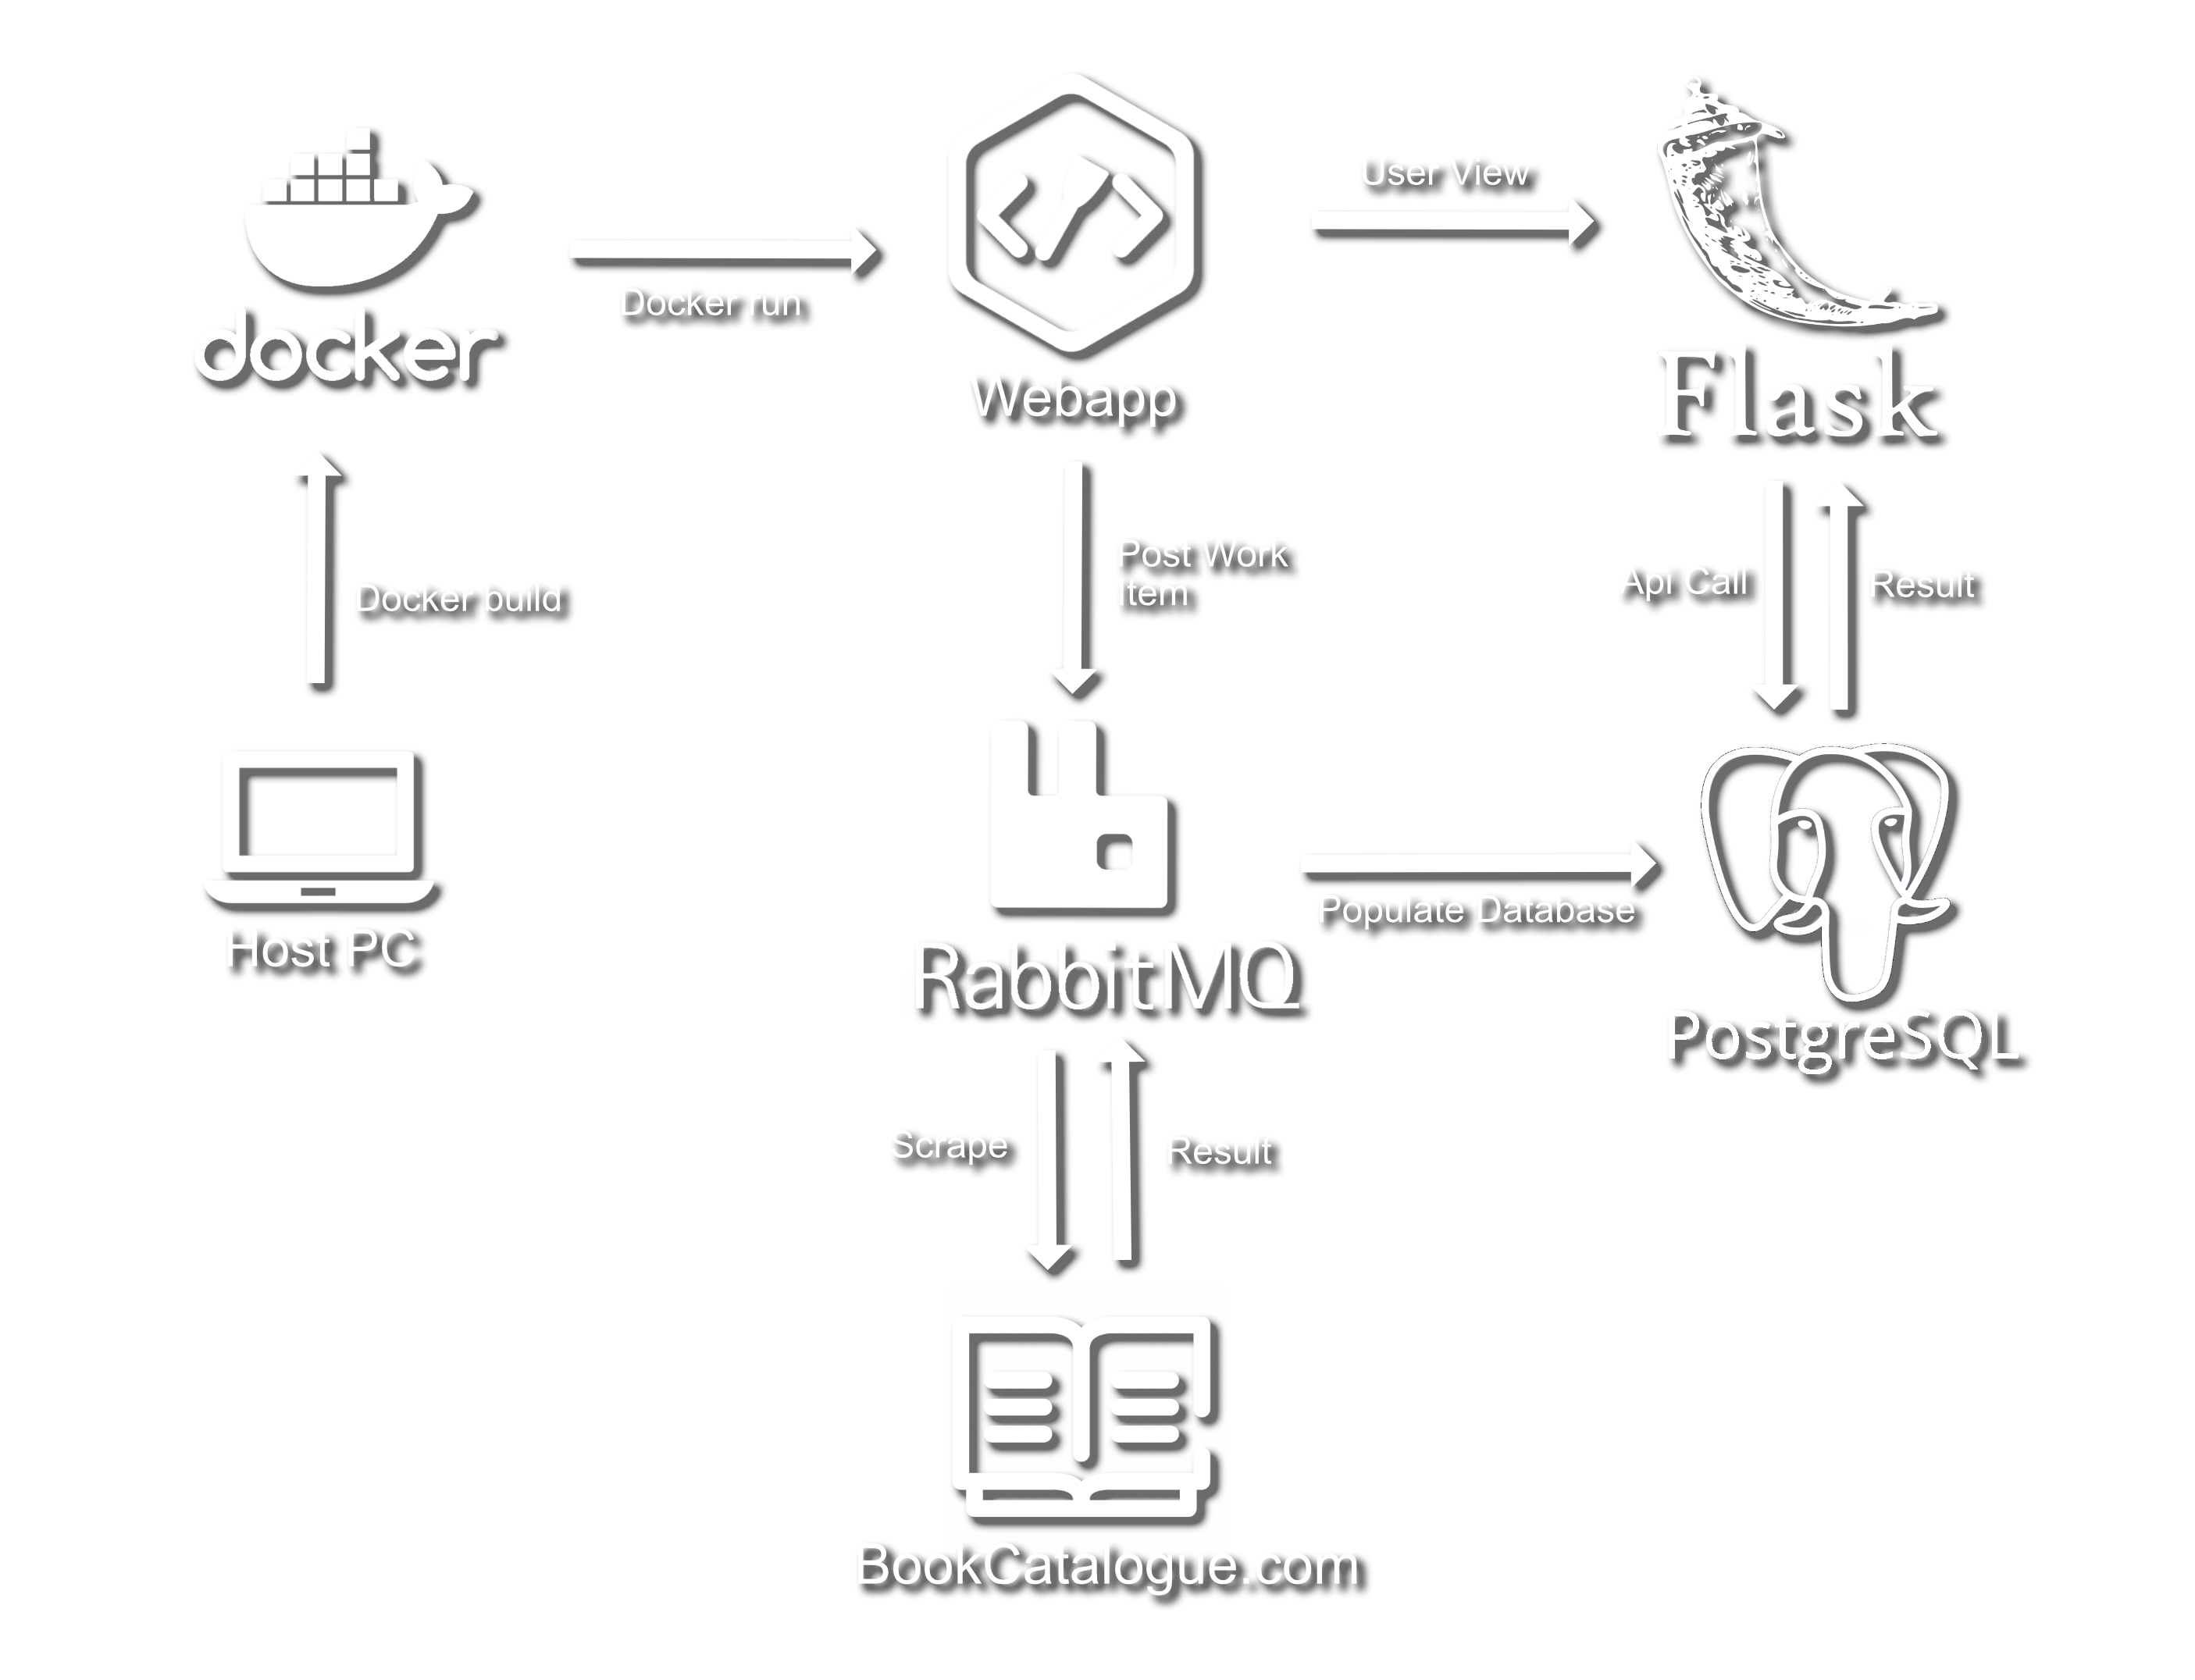 User View
Docker run
docker
Webapp
Flask
Post Work
Item
Api Call
Result
Docker build
Populate Database
Host PC
RabbitMQ
PostgreSQL
Scrape
Result
BookCatalogue.com